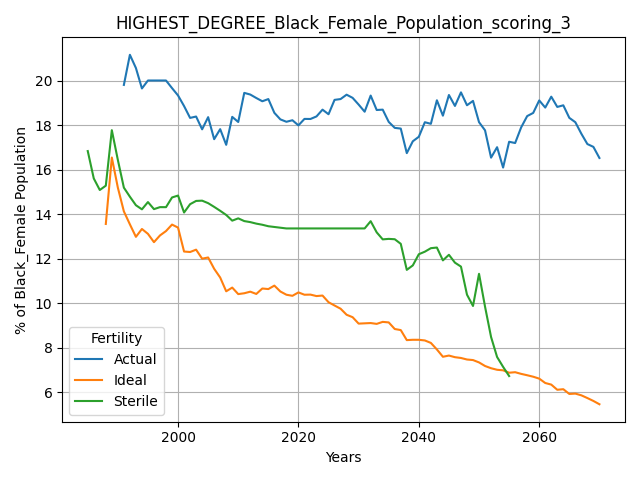 HIGHEST_DEGREE_Black_Female_Population_scoring_3
% of Black_Female Population
20
18
16
14
12
10
8
6
Fertility
Actual
Ideal
Sterile
2000 2020 2040 2060
Years